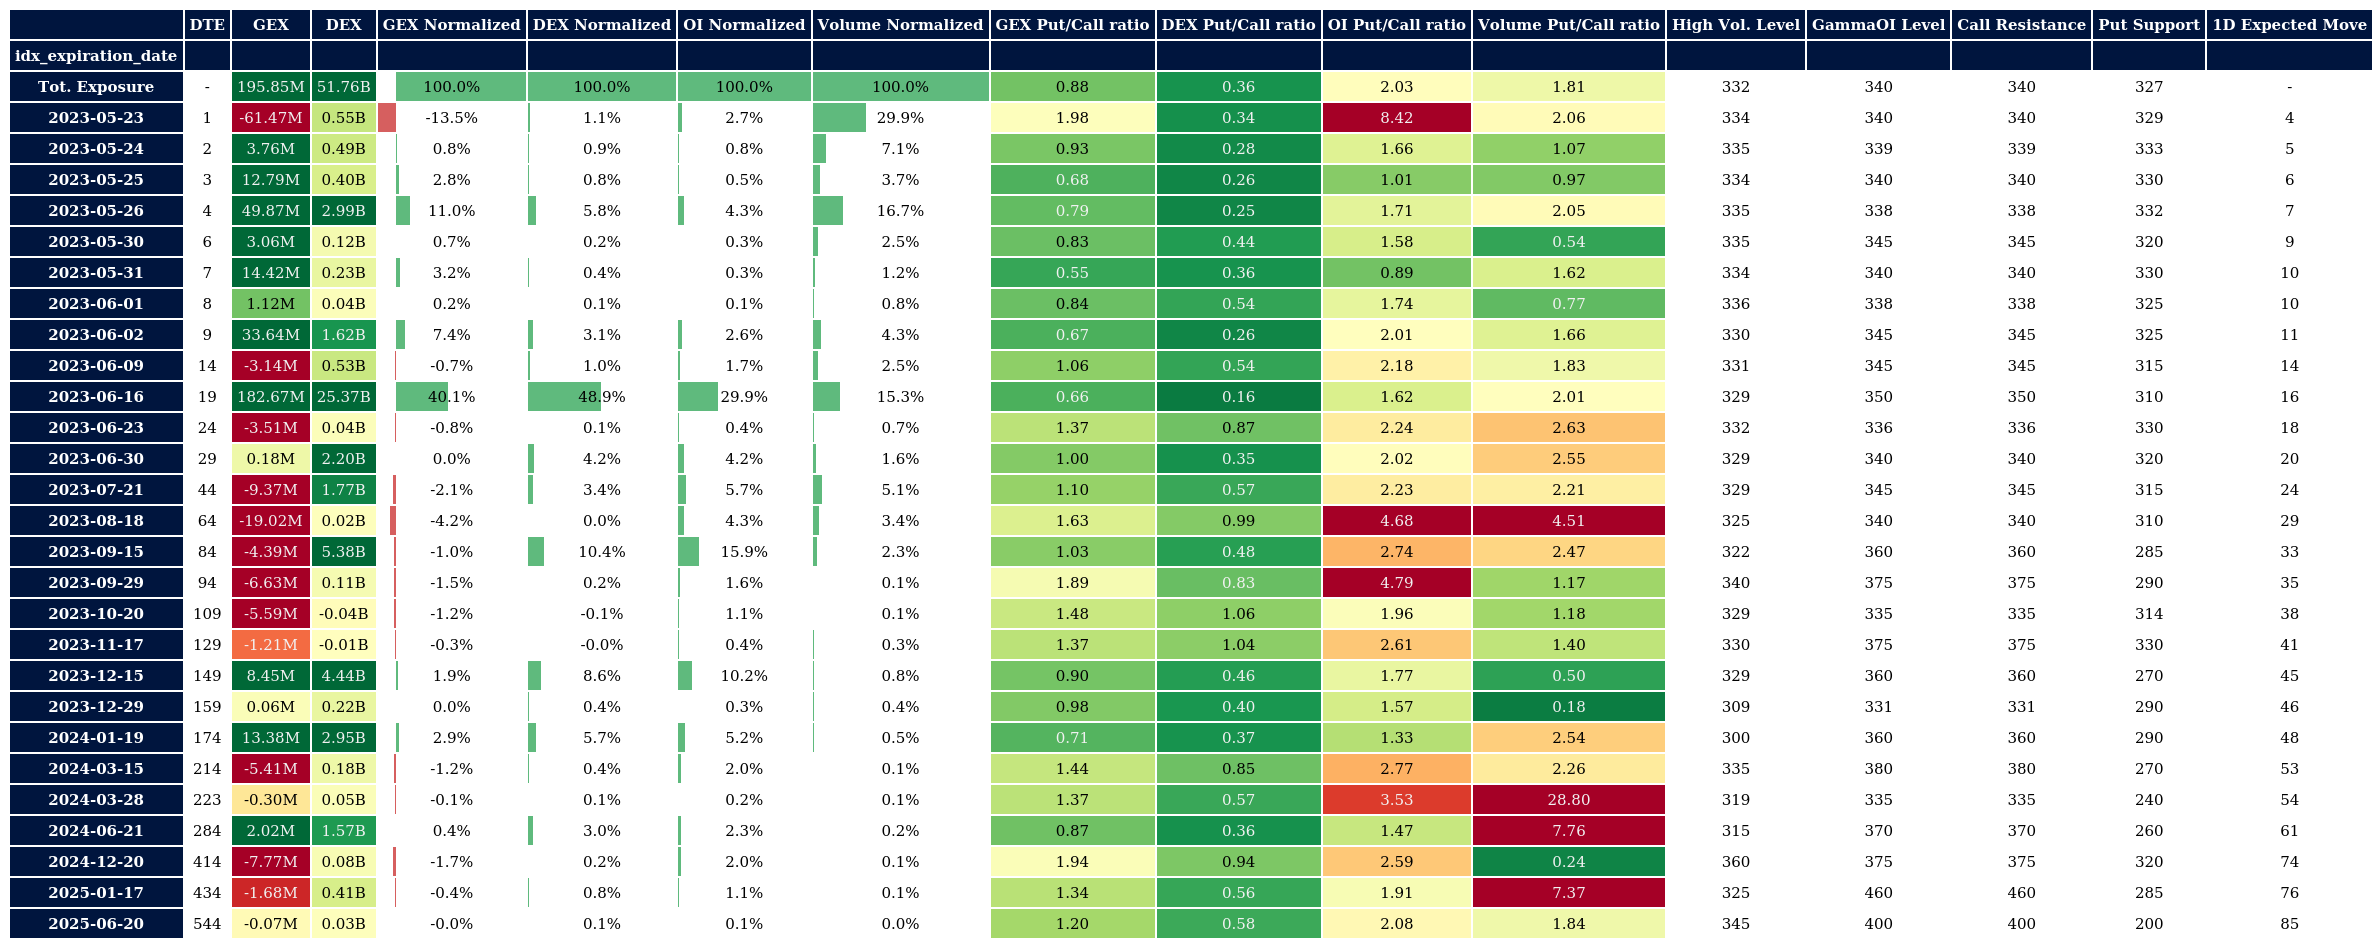 DTE GEX DEX GEX Normalized DEX Normalized OI Normalized Volume Normalized GEX Put/Call ratio DEX Put/Call ratio OI Put/Call ratio Volume Put/Call ratio High Vol. Level GammaOI Level Call Resistance Put Support 1D Expected Move
idx_expiration_date
Tot. Exposure - 195.85M 51.76B 100.0% 100.0% 100.0% 100.0% 0.88 0.36 2.03 1.81 332 340 340 327 -
2023-05-23 1 -61.47M 0.55B -13.5% 1.1% 2.7% 29.9% 1.98 0.34 8.42 2.06 334 340 340 329 4
2023-05-24 2 3.76M 0.49B 0.8% 0.9% 0.8% 7.1% 0.93 0.28 1.66 1.07 335 339 339 333 5
2023-05-25 3 12.79M 0.40B 2.8% 0.8% 0.5% 3.7% 0.68 0.26 1.01 0.97 334 340 340 330 6
2023-05-26 4 49.87M 2.99B 11.0% 5.8% 4.3% 16.7% 0.79 0.25 1.71 2.05 335 338 338 332 7
2023-05-30 6 3.06M 0.12B 0.7% 0.2% 0.3% 2.5% 0.83 0.44 1.58 0.54 335 345 345 320 9
2023-05-31 7 14.42M 0.23B 3.2% 0.4% 0.3% 1.2% 0.55 0.36 0.89 1.62 334 340 340 330 10
2023-06-01 8 1.12M 0.04B 0.2% 0.1% 0.1% 0.8% 0.84 0.54 1.74 0.77 336 338 338 325 10
2023-06-02 9 33.64M 1.62B 7.4% 3.1% 2.6% 4.3% 0.67 0.26 2.01 1.66 330 345 345 325 11
2023-06-09 14 -3.14M 0.53B -0.7% 1.0% 1.7% 2.5% 1.06 0.54 2.18 1.83 331 345 345 315 14
2023-06-16 19 182.67M 25.37B 40.1% 48.9% 29.9% 15.3% 0.66 0.16 1.62 2.01 329 350 350 310 16
2023-06-23 24 -3.51M 0.04B -0.8% 0.1% 0.4% 0.7% 1.37 0.87 2.24 2.63 332 336 336 330 18
2023-06-30 29 0.18M 2.20B 0.0% 4.2% 4.2% 1.6% 1.00 0.35 2.02 2.55 329 340 340 320 20
2023-07-21 44 -9.37M 1.77B -2.1% 3.4% 5.7% 5.1% 1.10 0.57 2.23 2.21 329 345 345 315 24
2023-08-18 64 -19.02M 0.02B -4.2% 0.0% 4.3% 3.4% 1.63 0.99 4.68 4.51 325 340 340 310 29
2023-09-15 84 -4.39M 5.38B -1.0% 10.4% 15.9% 2.3% 1.03 0.48 2.74 2.47 322 360 360 285 33
2023-09-29 94 -6.63M 0.11B -1.5% 0.2% 1.6% 0.1% 1.89 0.83 4.79 1.17 340 375 375 290 35
2023-10-20 109 -5.59M -0.04B -1.2% -0.1% 1.1% 0.1% 1.48 1.06 1.96 1.18 329 335 335 314 38
2023-11-17 129 -1.21M -0.01B -0.3% -0.0% 0.4% 0.3% 1.37 1.04 2.61 1.40 330 375 375 330 41
2023-12-15 149 8.45M 4.44B 1.9% 8.6% 10.2% 0.8% 0.90 0.46 1.77 0.50 329 360 360 270 45
2023-12-29 159 0.06M 0.22B 0.0% 0.4% 0.3% 0.4% 0.98 0.40 1.57 0.18 309 331 331 290 46
2024-01-19 174 13.38M 2.95B 2.9% 5.7% 5.2% 0.5% 0.71 0.37 1.33 2.54 300 360 360 290 48
2024-03-15 214 -5.41M 0.18B -1.2% 0.4% 2.0% 0.1% 1.44 0.85 2.77 2.26 335 380 380 270 53
2024-03-28 223 -0.30M 0.05B -0.1% 0.1% 0.2% 0.1% 1.37 0.57 3.53 28.80 319 335 335 240 54
2024-06-21 284 2.02M 1.57B 0.4% 3.0% 2.3% 0.2% 0.87 0.36 1.47 7.76 315 370 370 260 61
2024-12-20 414 -7.77M 0.08B -1.7% 0.2% 2.0% 0.1% 1.94 0.94 2.59 0.24 360 375 375 320 74
2025-01-17 434 -1.68M 0.41B -0.4% 0.8% 1.1% 0.1% 1.34 0.56 1.91 7.37 325 460 460 285 76
2025-06-20 544 -0.07M 0.03B -0.0% 0.1% 0.1% 0.0% 1.20 0.58 2.08 1.84 345 400 400 200 85